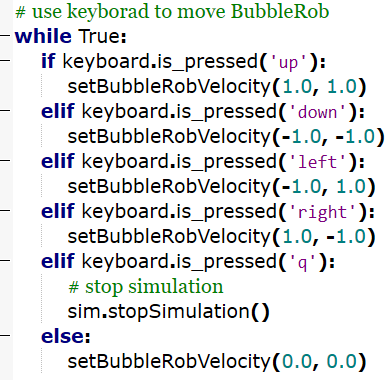 # use keyborad to move BubbleRob
while True:
    if keyboard.is_pressed('up'):
        setBubbleRobVelocity(1.0, 1.0)
    elif keyboard.is_pressed('down'):
        setBubbleRobVelocity(-1.0, -1.0)
    elif keyboard.is_pressed('left'):
        setBubbleRobVelocity(-1.0, 1.0)
    elif keyboard.is_pressed('right'):
        setBubbleRobVelocity(1.0, -1.0)
    elif keyboard.is_pressed('q'):
        # stop simulation
        sim.stopSimulation()
    else:
        setBubbleRobVelocity(0.0, 0.0)